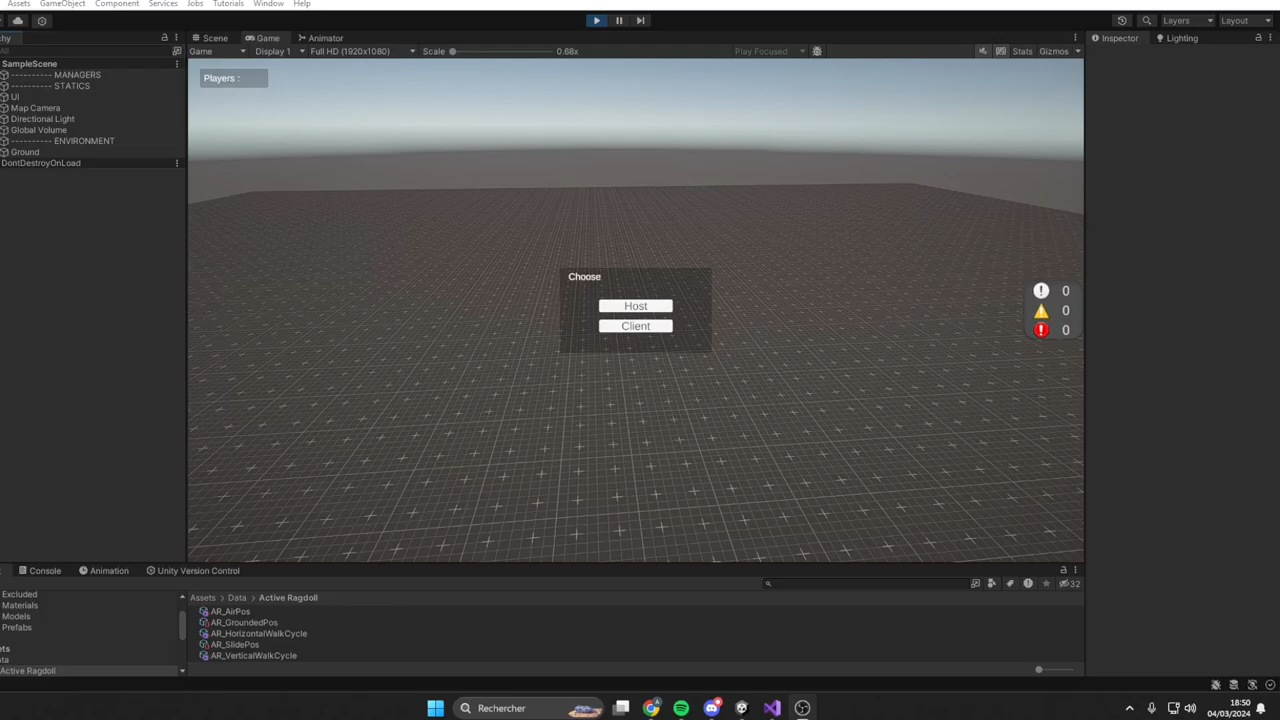 Assets GameObject Component Services Jobs Tutorials Window Help
Layers Layout
Scene Game Animator
Inspector Lighting
Game Display 1 Full HD (1920x1080) Scale 0.68x Play Focused Stats Gizmos
SampleScene
---------- MANAGERS
---------- STATICS
UI
Map Camera
Directional Light
Global Volume
---------- ENVIRONMENT
Ground
DontDestroyOnLoad
Players :
Choose
Host
Client
0
0
0
Console Animation Unity Version Control
32
Excluded
Materials
Models
Prefabs
Active Ragdoll
Assets Data Active Ragdoll
AR_AirPos
AR_GroundedPos
AR_HorizontalWalkCycle
AR_SlidePos
AR_VerticalWalkCycle
Rechercher
18:50
04/03/2024